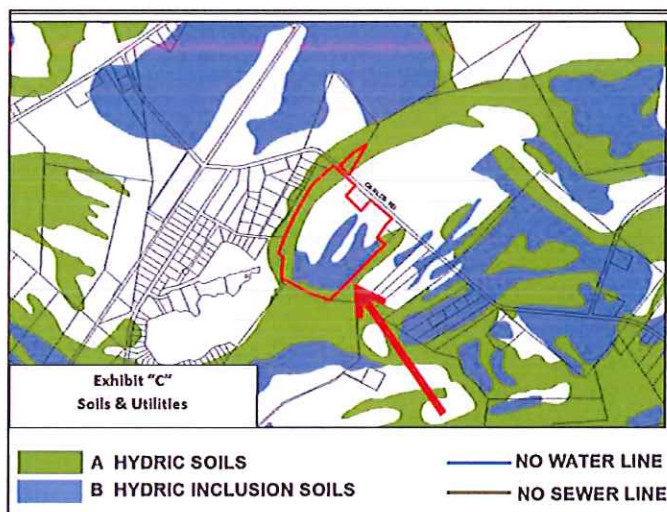 Exhibit "C"
Soils & Utilities
A HYDRIC SOILS
B HYDRIC INCLUSION SOILS
NO WATER LINE
NO SEWER LINE